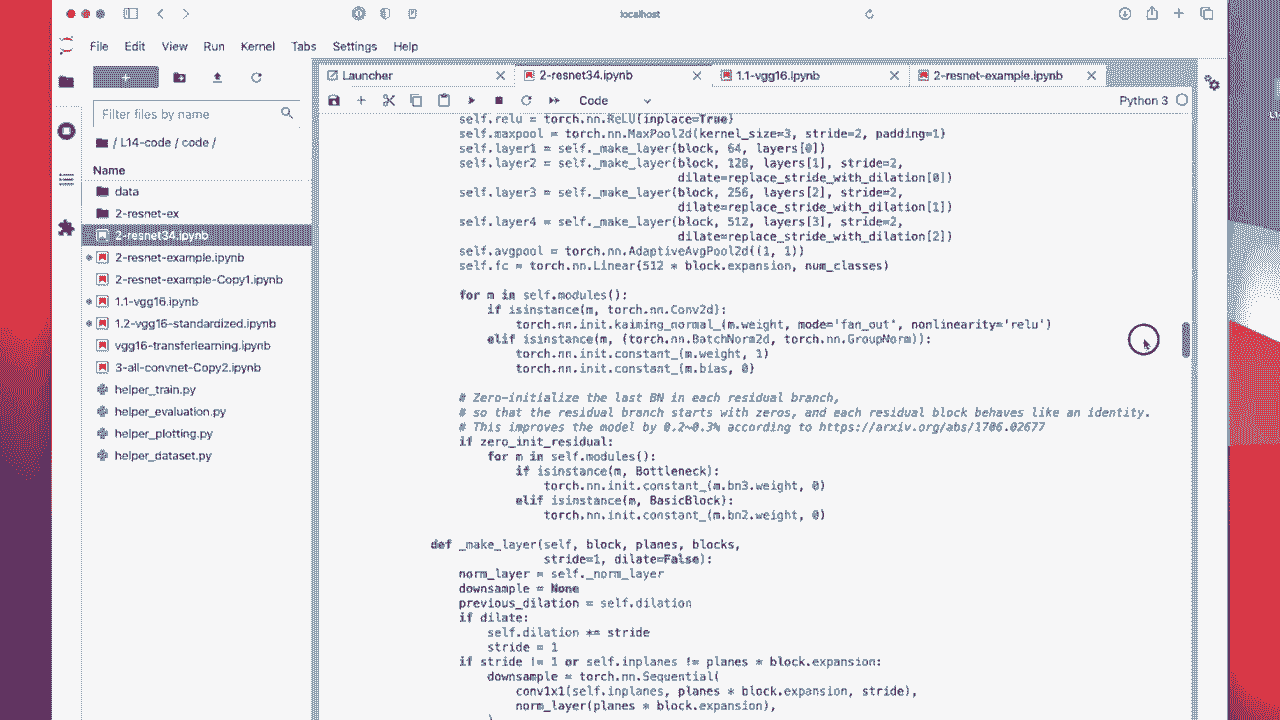 localhost
File Edit View Run Kernel Tabs Settings Help
Launcher
2-resnet34.ipynb
1.1-vgg16.ipynb
2-resnet-example.ipynb
Code
Python 3
Filter files by name
/ L14-code / code /
Name
data
2-resnet-ex
2-resnet34.ipynb
2-resnet-example.ipynb
2-resnet-example-Copy1.ipynb
1.1-vgg16.ipynb
1.2-vgg16-standardized.ipynb
vgg16-transferlearning.ipynb
3-all-convnet-Copy2.ipynb
helper_train.py
helper_evaluation.py
helper_plotting.py
helper_dataset.py
self.relu = torch.nn.ReLU(inplace=True)
self.maxpool = torch.nn.MaxPool2d(kernel_size=3, stride=2, padding=1)
self.layer1 = self._make_layer(block, 64, layers[0])
self.layer2 = self._make_layer(block, 128, layers[1], stride=2,
dilate=replace_stride_with_dilation[0])
self.layer3 = self._make_layer(block, 256, layers[2], stride=2,
dilate=replace_stride_with_dilation[1])
self.layer4 = self._make_layer(block, 512, layers[3], stride=2,
dilate=replace_stride_with_dilation[2])
self.avgpool = torch.nn.AdaptiveAvgPool2d((1, 1))
self.fc = torch.nn.Linear(512 * block.expansion, num_classes)
for m in self.modules():
if isinstance(m, torch.nn.Conv2d):
torch.nn.init.kaiming_normal_(m.weight, mode='fan_out', nonlinearity='relu')
elif isinstance(m, (torch.nn.BatchNorm2d, torch.nn.GroupNorm)):
torch.nn.init.constant_(m.weight, 1)
torch.nn.init.constant_(m.bias, 0)
# Zero-initialize the last BN in each residual branch,
# so that the residual branch starts with zeros, and each residual block behaves like an identity.
# This improves the model by 0.2~0.3% according to https://arxiv.org/abs/1706.02677
if zero_init_residual:
for m in self.modules():
if isinstance(m, Bottleneck):
torch.nn.init.constant_(m.bn3.weight, 0)
elif isinstance(m, BasicBlock):
torch.nn.init.constant_(m.bn2.weight, 0)
def _make_layer(self, block, planes, blocks,
stride=1, dilate=False):
norm_layer = self._norm_layer
downsample = None
previous_dilation = self.dilation
if dilate:
self.dilation *= stride
stride = 1
if stride != 1 or self.inplanes != planes * block.expansion:
downsample = torch.nn.Sequential(
conv1x1(self.inplanes, planes * block.expansion, stride),
norm_layer(planes * block.expansion),